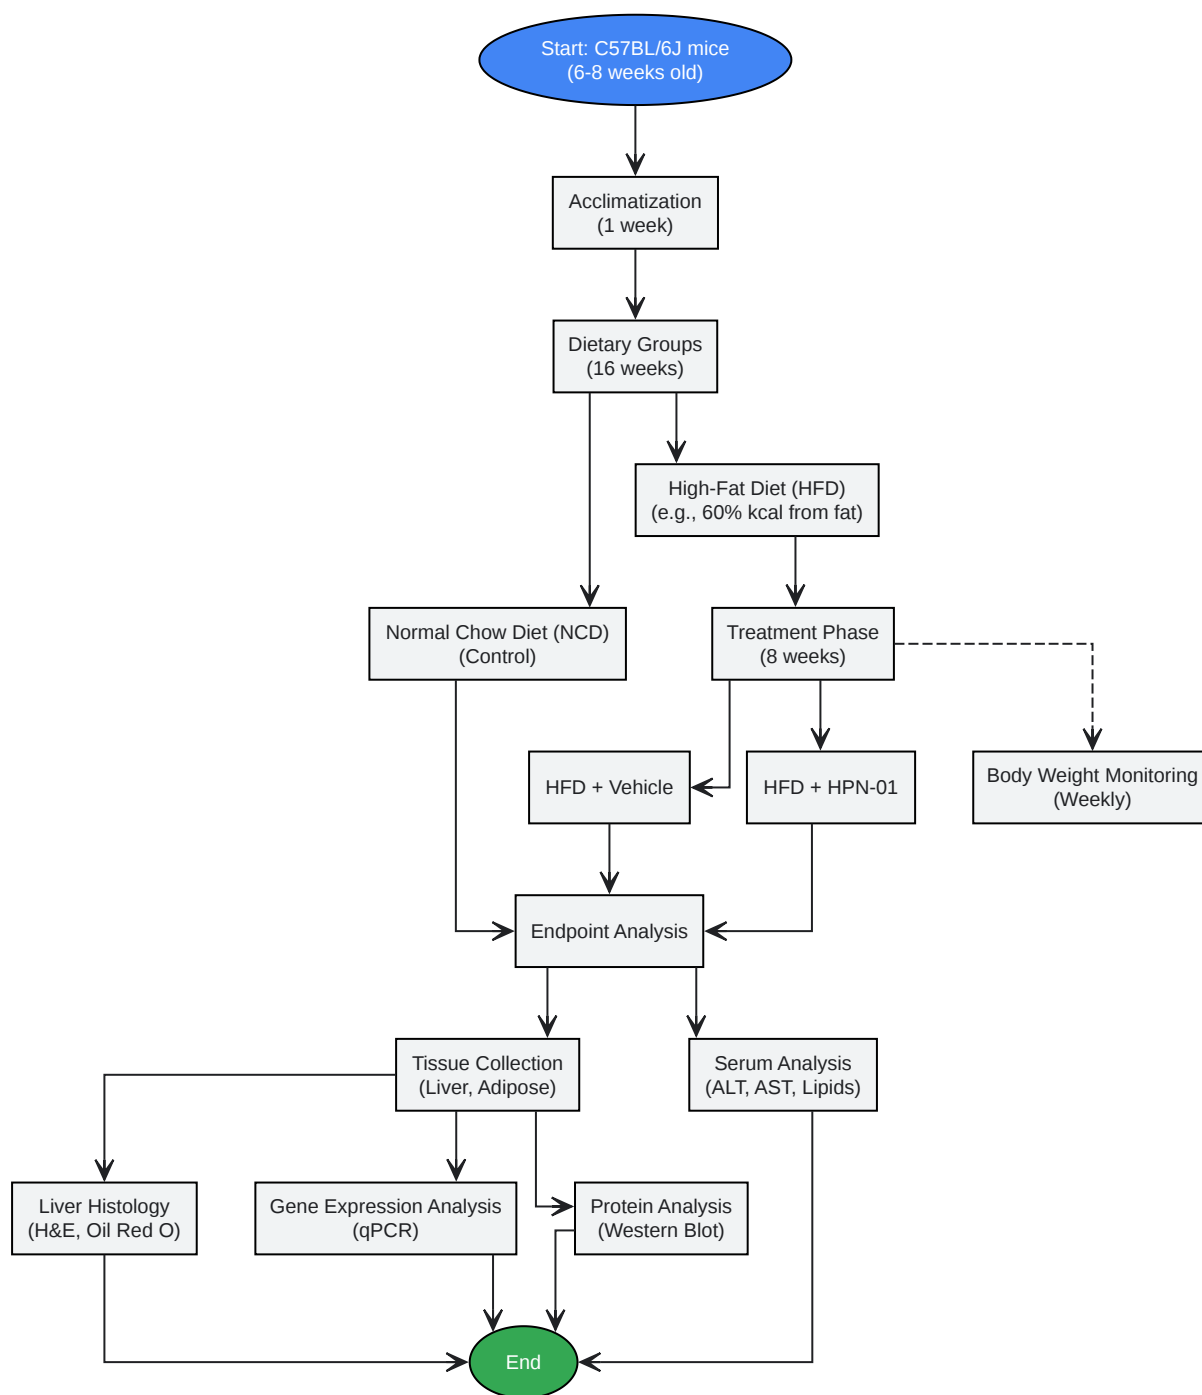 Start: C57BL/6J mice
(6-8 weeks old)
Acclimatization
(1 week)
Dietary Groups
(16 weeks)
High-Fat Diet (HFD)
(e.g., 60% kcal from fat)
Normal Chow Diet (NCD)
(Control)
Treatment Phase
(8 weeks)
HFD + Vehicle
HFD + HPN-01
Body Weight Monitoring
(Weekly)
Endpoint Analysis
Tissue Collection
(Liver, Adipose)
Serum Analysis
(ALT, AST, Lipids)
Liver Histology
(H&E, Oil Red O)
Gene Expression Analysis
(qPCR)
Protein Analysis
(Western Blot)
End